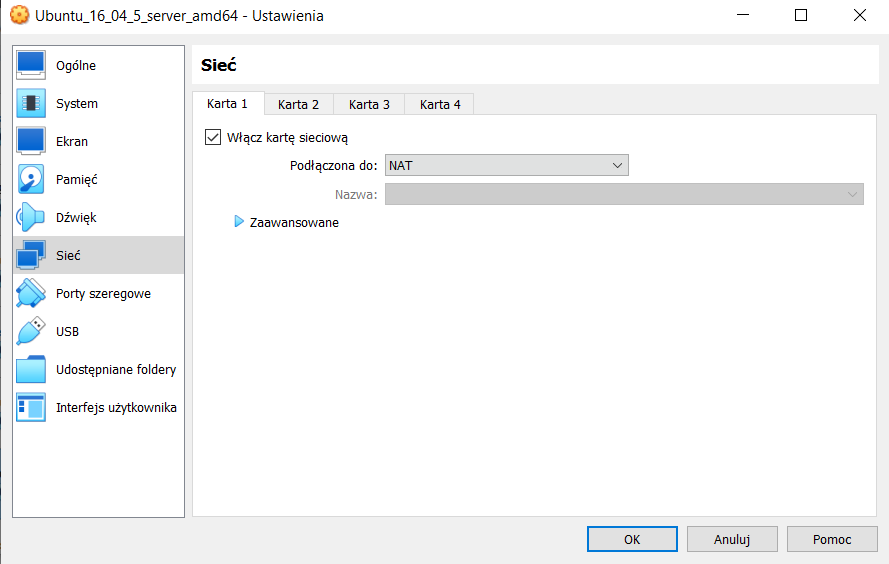 Ubuntu_16_04_5_server_amd64 - Ustawienia
Ogólne
System
Ekran
Pamięć
Dźwięk
Sieć
Porty szeregowe
USB
Udostępniane foldery
Interfejs użytkownika
Sieć
Karta 1
Karta 2
Karta 3
Karta 4
Włącz kartę sieciową
Podłączona do: NAT
Nazwa:
Zaawansowane
OK
Anuluj
Pomoc